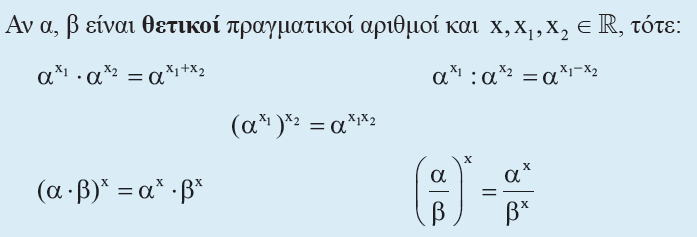 Αν α, β είναι θετικοί πραγματικοί αριθμοί και x, x₁, x₂ ∈ ℝ, τότε:
α^{x₁} · α^{x₂} = α^{x₁+x₂}    α^{x₁} : α^{x₂} = α^{x₁−x₂}
(α^{x₁})^{x₂} = α^{x₁x₂}
(α · β)^x = α^x · β^x    (α/β)^x = α^x/β^x